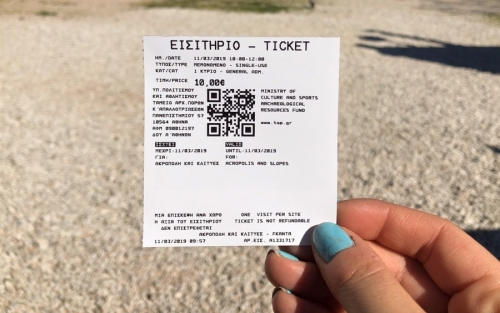 ΕΙΣΙΤΗΡΙΟ – TICKET
ΗΜ./DATE 11/03/2019 10:00-12:00
ΤΥΠΟΣ/TYPE ΜΕΜΟΝΩΜΕΝΟ - SINGLE-USE
ΚΑΤ/CAT 1 ΚΥΡΙΟ - GENERAL ADM.
ΤΙΜΗ/PRICE 10,00€
ΥΠ.ΠΟΛΙΤΙΣΜΟΥ
ΚΑΙ ΑΘΛΗΤΙΣΜΟΥ
ΤΑΜΕΙΟ ΑΡΧ.ΠΟΡΩΝ
Κ'ΑΠΑΛΛΟΤΡΙΩΣΕΩΝ
ΠΑΝΕΠΙΣΤΗΜΙΟΥ 57
10564 ΑΘΗΝΑ
ΑΦΜ 090012197
ΔΟΥ Δ'ΑΘΗΝΩΝ
MINISTRY OF
CULTURE AND SPORTS
ARCHAEOLOGICAL
RESOURCES FUND
www.tap.gr
ΙΣΧΥΕΙ VALID
ΜΕΧΡΙ-11/03/2019 UNTIL-11/03/2019
ΓΙΑ: FOR:
ΑΚΡΟΠΟΛΗ ΚΑΙ ΚΛΙΤΥΕΣ ACROPOLIS AND SLOPES
ΜΙΑ ΕΠΙΣΚΕΨΗ ΑΝΑ ΧΩΡΟ ONE VISIT PER SITE
Η ΑΞΙΑ ΤΟΥ ΕΙΣΙΤΗΡΙΟΥ TICKET IS NOT REFUNDABLE
ΔΕΝ ΕΠΙΣΤΡΕΦΕΤΑΙ
ΑΚΡΟΠΟΛΗ ΚΑΙ ΚΛΙΤΥΕΣ - ΓΚΑΝΤΑ
11/03/2019 09:57 ΑΡ.ΕΙΣ. A1331717